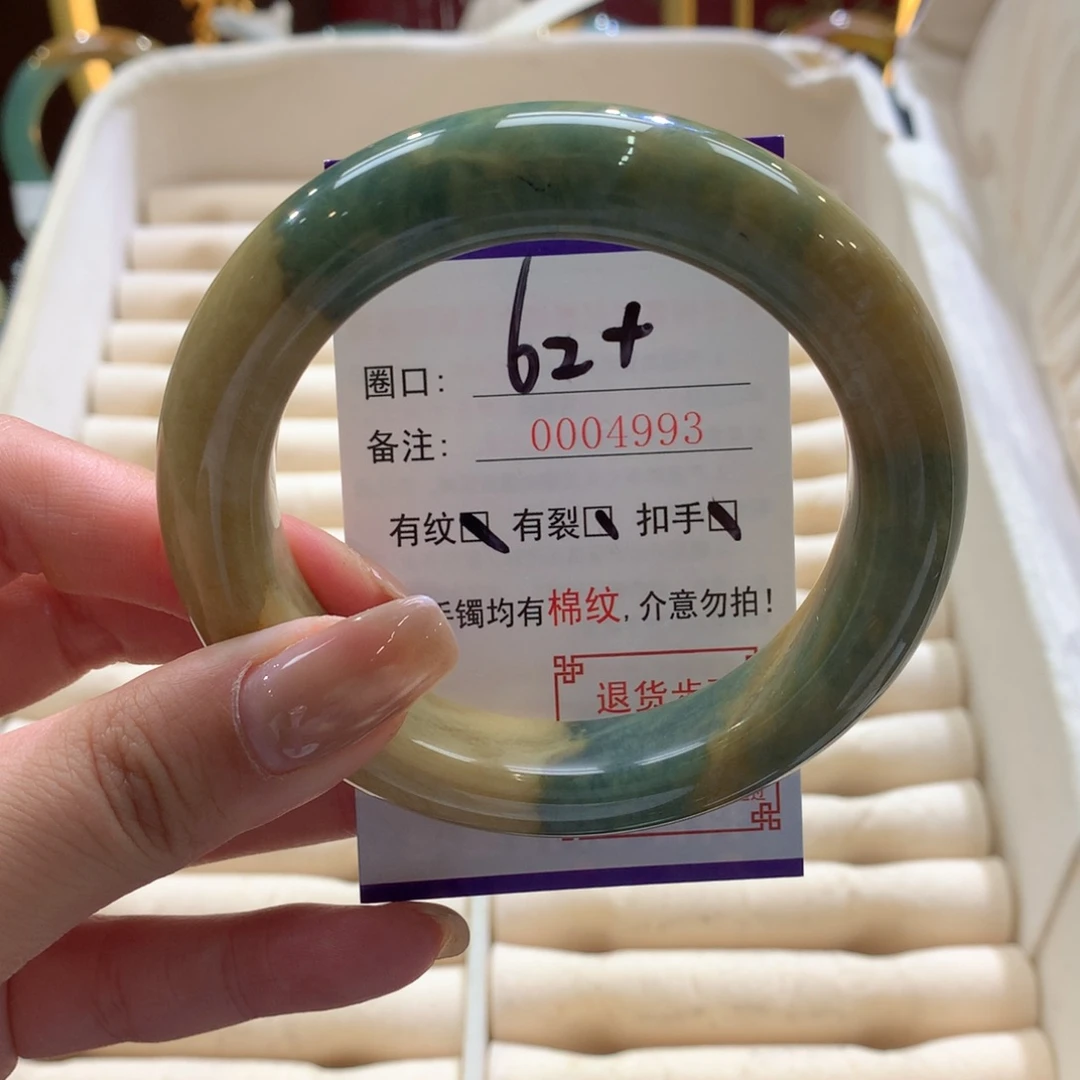 圈口: 62+
备注: 0004993
有纹 有裂 扣手
手镯均有棉纹,介意勿拍!
退货步